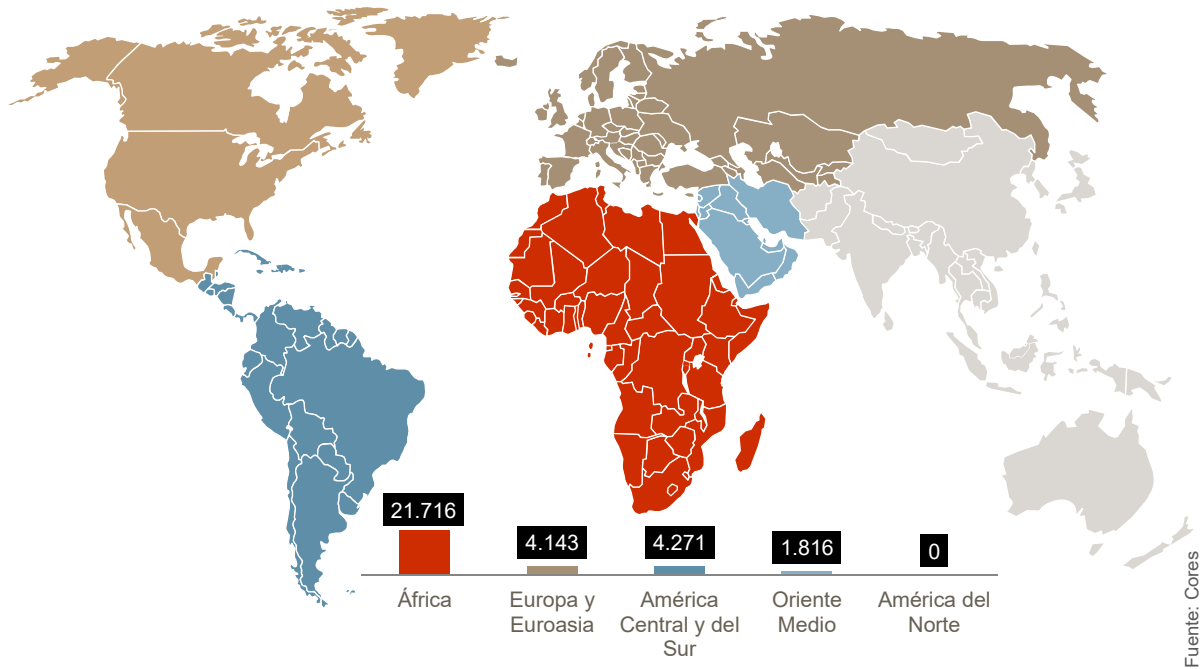 21.716
4.143
4.271
1.816
0
África
Europa y
Euroasia
América
Central y del
Sur
Oriente
Medio
América del
Norte
Fuente: Cores